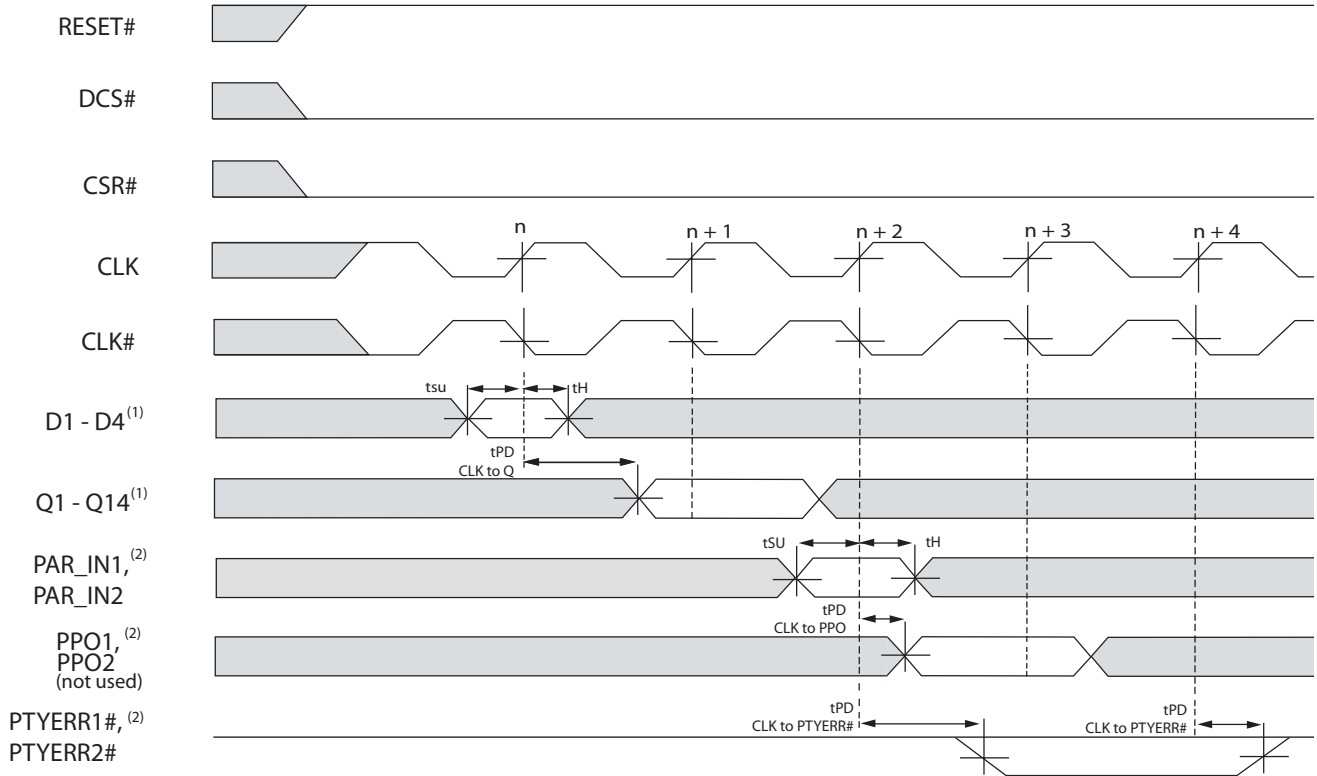 RESET#
DCS#
CSR#
n
n + 1
n + 2
n + 3
n + 4
CLK
CLK#
tsu
tH
D1 - D4(1)
tPD
CLK to Q
Q1 - Q14(1)
tSU
tH
PAR_IN1, (2)
PAR_IN2
tPD
CLK to PPO
PPO1, (2)
PPO2
(not used)
tPD
CLK to PTYERR#
tPD
CLK to PTYERR#
PTYERR1#, (2)
PTYERR2#